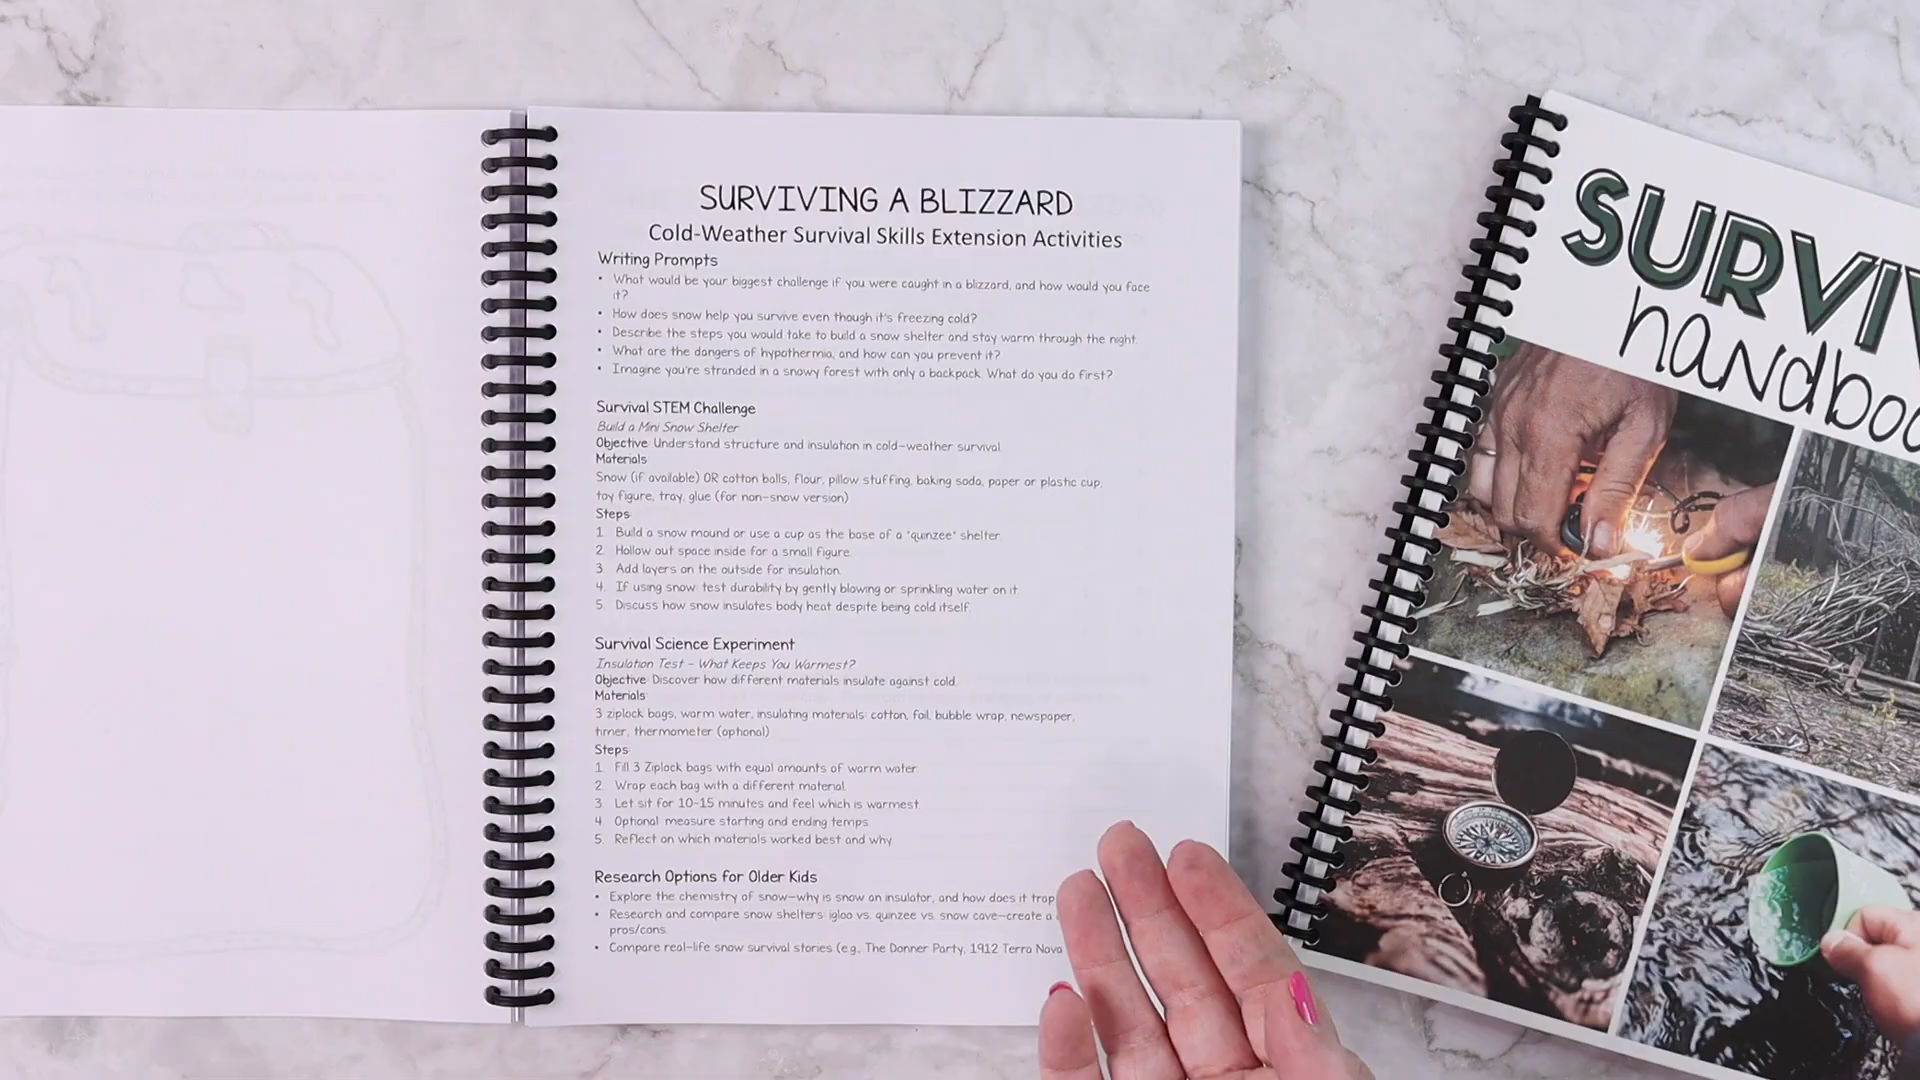 SURVIVING A BLIZZARD
Cold-Weather Survival Skills Extension Activities
Writing Prompts
• What would be your biggest challenge if you were caught in a blizzard, and how would you face
it?
• How does snow help you survive even though it's freezing cold?
• Describe the steps you would take to build a snow shelter and stay warm through the night.
• What are the dangers of hypothermia, and how can you prevent it?
• Imagine you're stranded in a snowy forest with only a backpack. What do you do first?
Survival STEM Challenge
Build a Mini Snow Shelter
Objective: Understand structure and insulation in cold-weather survival.
Materials:
Snow (if available) OR cotton balls, flour, pillow stuffing, baking soda, paper or plastic cup,
toy figure, tray, glue (for non-snow version)
Steps:
1. Build a snow mound or use a cup as the base of a "quinzee" shelter.
2. Hollow out space inside for a small figure.
3. Add layers on the outside for insulation.
4. If using snow: test durability by gently blowing or sprinkling water on it.
5. Discuss how snow insulates body heat despite being cold itself.
Survival Science Experiment
Insulation Test - What Keeps You Warmest?
Objective: Discover how different materials insulate against cold.
Materials:
3 ziplock bags, warm water, insulating materials: cotton, foil, bubble wrap, newspaper,
timer, thermometer (optional)
Steps:
1. Fill 3 Ziplock bags with equal amounts of warm water.
2. Wrap each bag with a different material.
3. Let sit for 10-15 minutes and feel which is warmest.
4. Optional: measure starting and ending temps.
5. Reflect on which materials worked best and why.
Research Options for Older Kids
• Explore the chemistry of snow—why is snow an insulator, and how does it trap
• Research and compare snow shelters: igloo vs. quinzee vs. snow cave—create a
pros/cons.
• Compare real-life snow survival stories (e.g., The Donner Party, 1912 Terra Nova
SURVIV
handboo